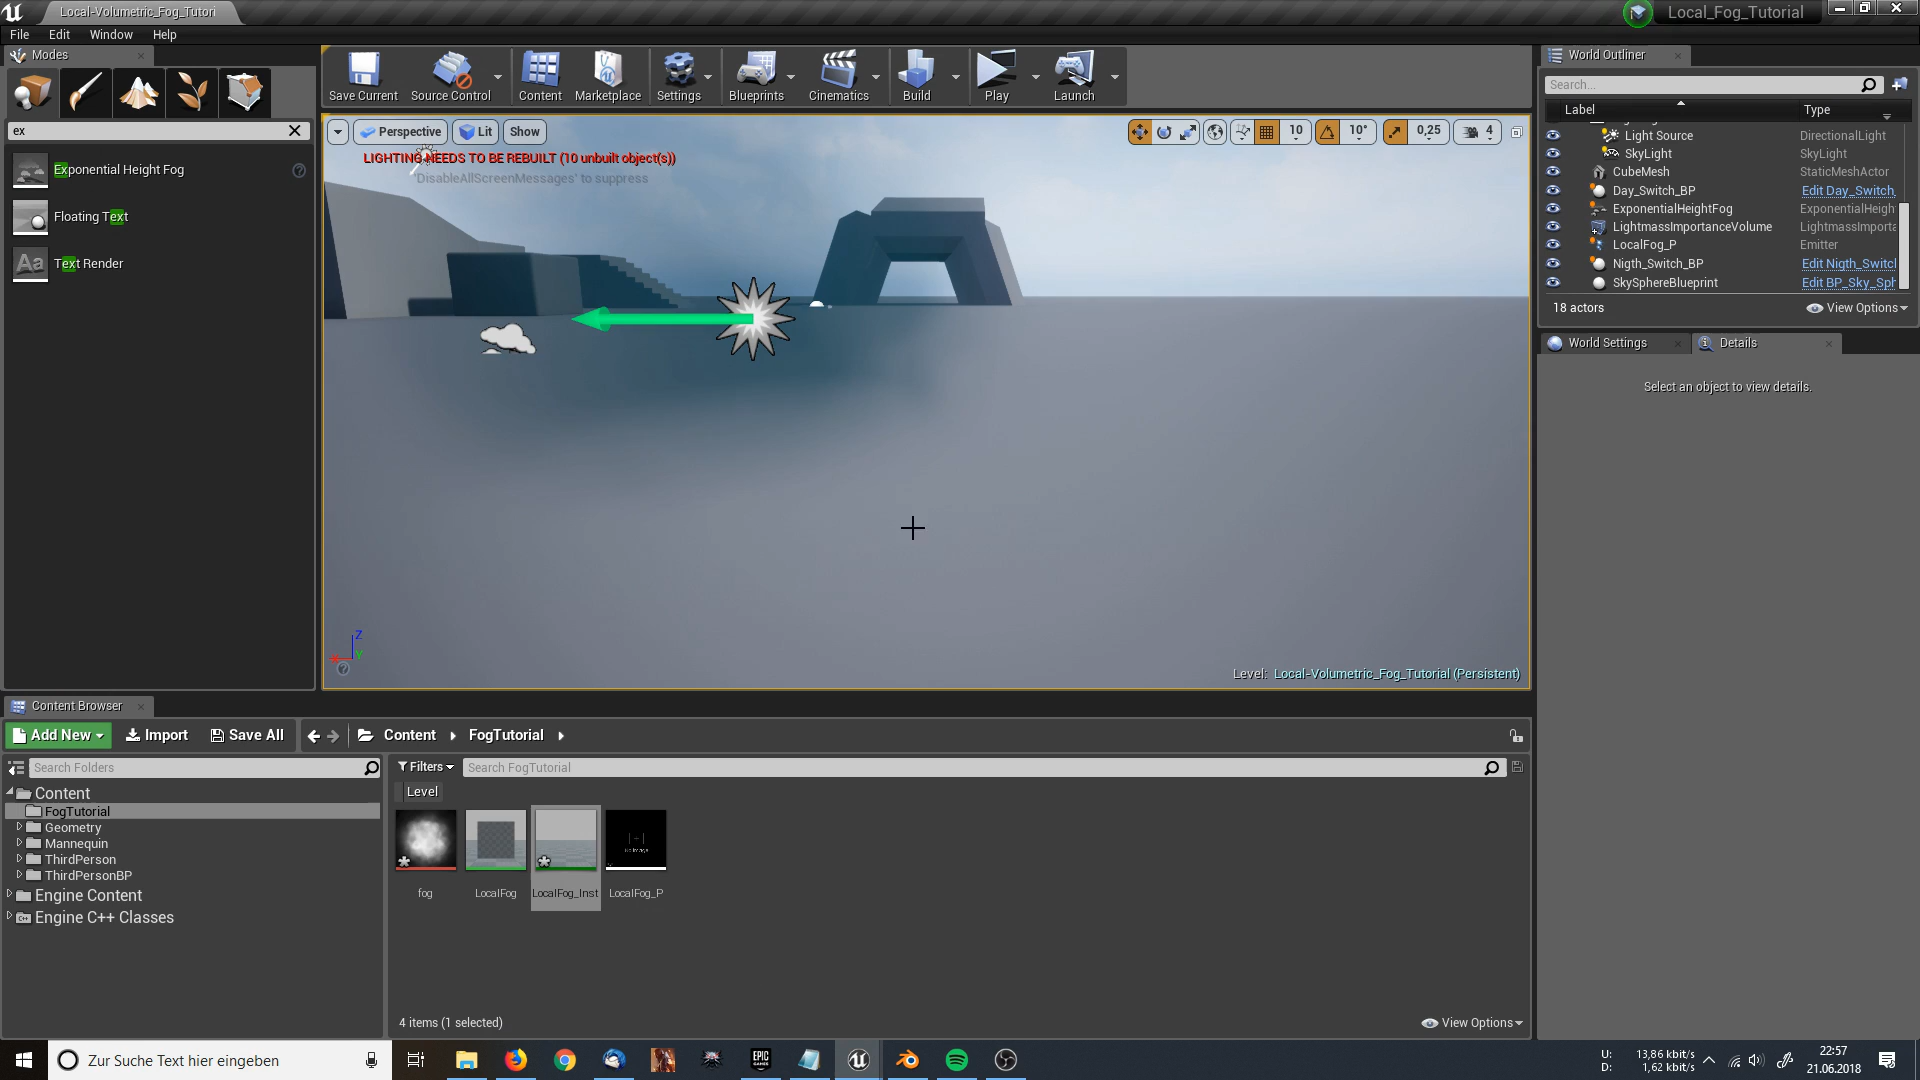 Local-Volumetric_Fog_Tutori
Local_Fog_Tutorial
File Edit Window Help
Modes
ex
Exponential Height Fog
Floating Text
Aa
Text Render
Save Current
Source Control
Content
Marketplace
Settings
Blueprints
Cinematics
Build
Play
Launch
Perspective
Lit
Show
10
10°
0,25
4
LIGHTING NEEDS TO BE REBUILT (10 unbuilt object(s))
'DisableAllScreenMessages' to suppress
Z
Y
Level: Local-Volumetric_Fog_Tutorial (Persistent)
World Outliner
Search...
Label
Type
Light Source DirectionalLight
SkyLight SkyLight
CubeMesh StaticMeshActor
Day_Switch_BP Edit Day_Switch_
ExponentialHeightFog ExponentialHeigh
LightmassImportanceVolume LightmassImporta
LocalFog_P Emitter
Nigth_Switch_BP Edit Nigth_Switch
SkySphereBlueprint Edit BP_Sky_Sph
18 actors
View Options
World Settings
Details
Select an object to view details.
Content Browser
Add New
Import
Save All
Content
FogTutorial
Search Folders
Filters
Search FogTutorial
Level
Content
FogTutorial
Geometry
Mannequin
ThirdPerson
ThirdPersonBP
Engine Content
Engine C++ Classes
fog
LocalFog
LocalFog_Inst
LocalFog_P
4 items (1 selected)
View Options
Zur Suche Text hier eingeben
EPIC
GAMES
U: 13,86 kbit/s
D: 1,62 kbit/s
22:57
21.06.2018